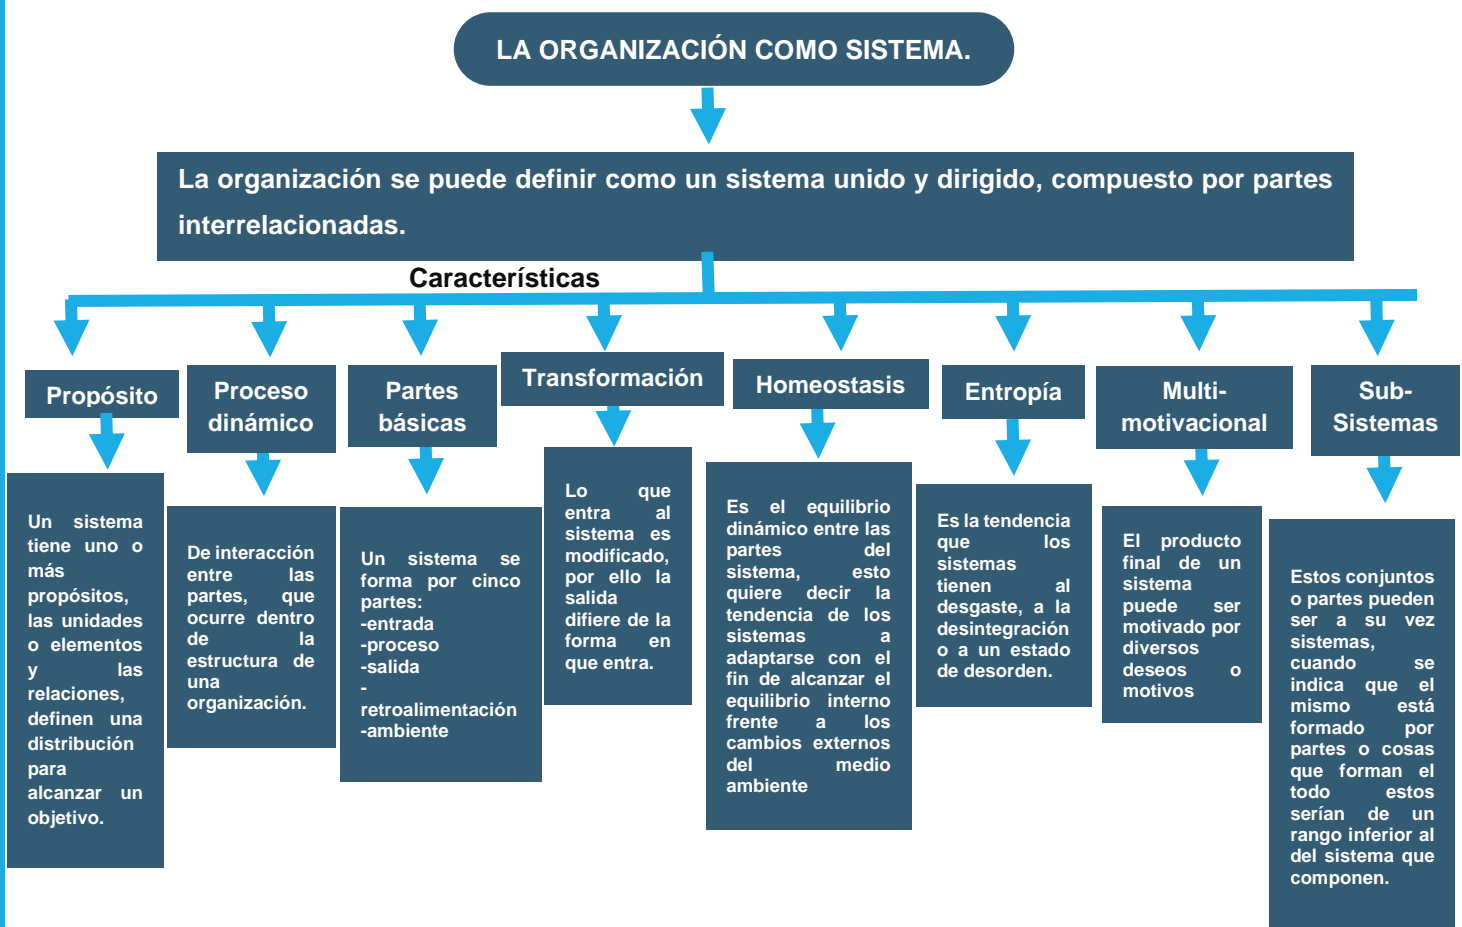 LA ORGANIZACIÓN COMO SISTEMA.
La organización se puede definir como un sistema unido y dirigido, compuesto por partes
interrelacionadas.
Características
Propósito
Proceso
dinámico
Partes
básicas
Transformación
Homeostasis
Entropía
Multi-
motivacional
Sub-
Sistemas
Un sistema
tiene uno o
más
propósitos,
las unidades
o elementos
y las
relaciones,
definen una
distribución
para
alcanzar un
objetivo.
De interacción
entre las
partes, que
ocurre dentro
de la
estructura de
una
organización.
Un sistema se
forma por cinco
partes:
-entrada
-proceso
-salida
-
retroalimentación
-ambiente
Lo que
entra al
sistema es
modificado,
por ello la
salida
difiere de la
forma en
que entra.
Es el equilibrio
dinámico entre las
partes del
sistema, esto
quiere decir la
tendencia de los
sistemas a
adaptarse con el
fin de alcanzar el
equilibrio interno
frente a los
cambios externos
del medio
ambiente
Es la tendencia
que los
sistemas
tienen al
desgaste, a la
desintegración
o a un estado
de desorden.
El producto
final de un
sistema
puede ser
motivado por
diversos
deseos o
motivos
Estos conjuntos
o partes pueden
ser a su vez
sistemas,
cuando se
indica que el
mismo está
formado por
partes o cosas
que forman el
todo estos
serían de un
rango inferior al
del sistema que
componen.